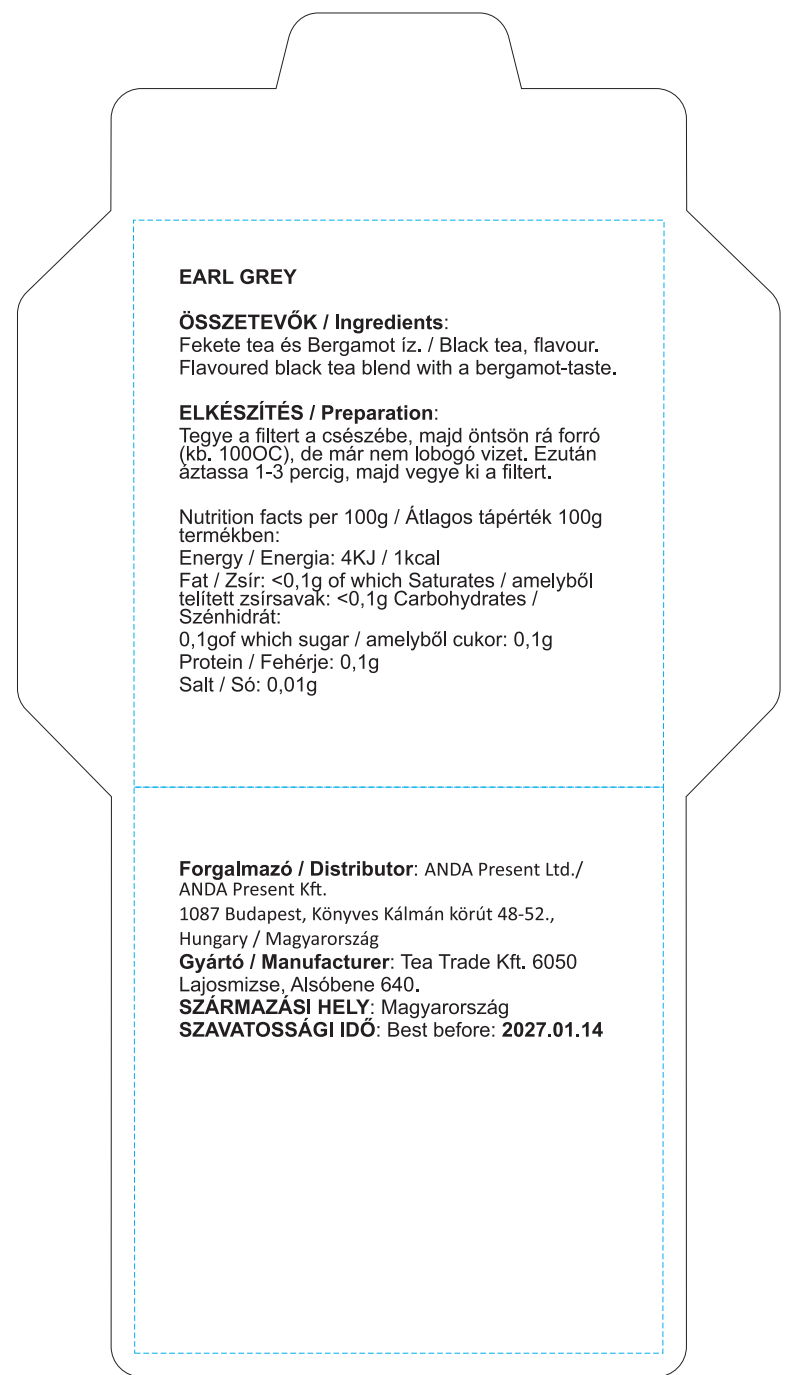 EARL GREY
ÖSSZETEVŐK / Ingredients:
Fekete tea és Bergamot íz. / Black tea, flavour.
Flavoured black tea blend with a bergamot-taste.
ELKÉSZÍTÉS / Preparation:
Tegye a filtert a csészébe, majd öntsön rá forró
(kb. 100OC), de már nem lobogó vizet. Ezután
áztassa 1-3 percig, majd vegye ki a filtert.
Nutrition facts per 100g / Átlagos tápérték 100g
termékben:
Energy / Energia: 4KJ / 1kcal
Fat / Zsír: <0,1g of which Saturates / amelyből
telített zsírsavak: <0,1g Carbohydrates /
Szénhidrát:
0,1gof which sugar / amelyből cukor: 0,1g
Protein / Fehérje: 0,1g
Salt / Só: 0,01g
Forgalmazó / Distributor: ANDA Present Ltd./
ANDA Present Kft.
1087 Budapest, Könyves Kálmán körút 48-52.,
Hungary / Magyarország
Gyártó / Manufacturer: Tea Trade Kft. 6050
Lajosmizse, Alsóbene 640.
SZÁRMAZÁSI HELY: Magyarország
SZAVATOSSÁGI IDŐ: Best before: 2027.01.14